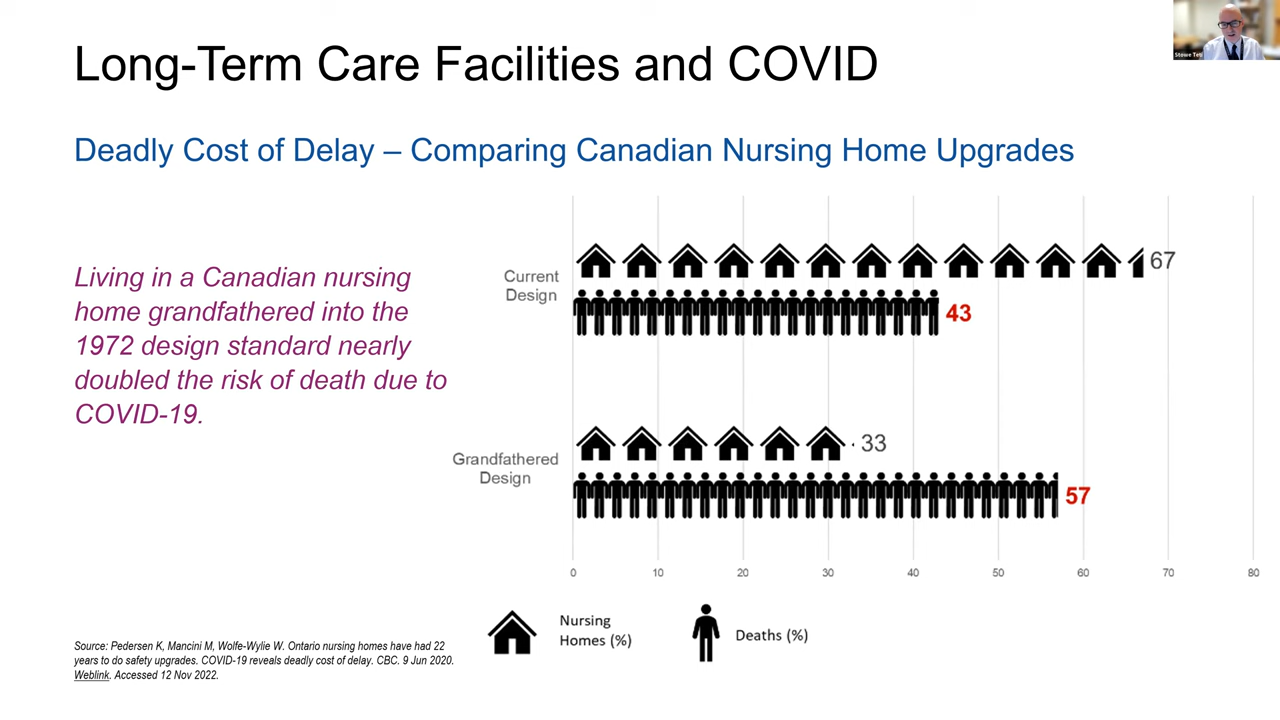 Long-Term Care Facilities and COVID
Stowe Teti
Deadly Cost of Delay – Comparing Canadian Nursing Home Upgrades
Living in a Canadian nursing
home grandfathered into the
1972 design standard nearly
doubled the risk of death due to
COVID-19.
Current
Design
67
43
Grandfathered
Design
33
57
0 10 20 30 40 50 60 70 80
Nursing
Homes (%)
Deaths (%)
Source: Pedersen K, Mancini M, Wolfe-Wylie W. Ontario nursing homes have had 22
years to do safety upgrades. COVID-19 reveals deadly cost of delay. CBC. 9 Jun 2020.
Weblink. Accessed 12 Nov 2022.